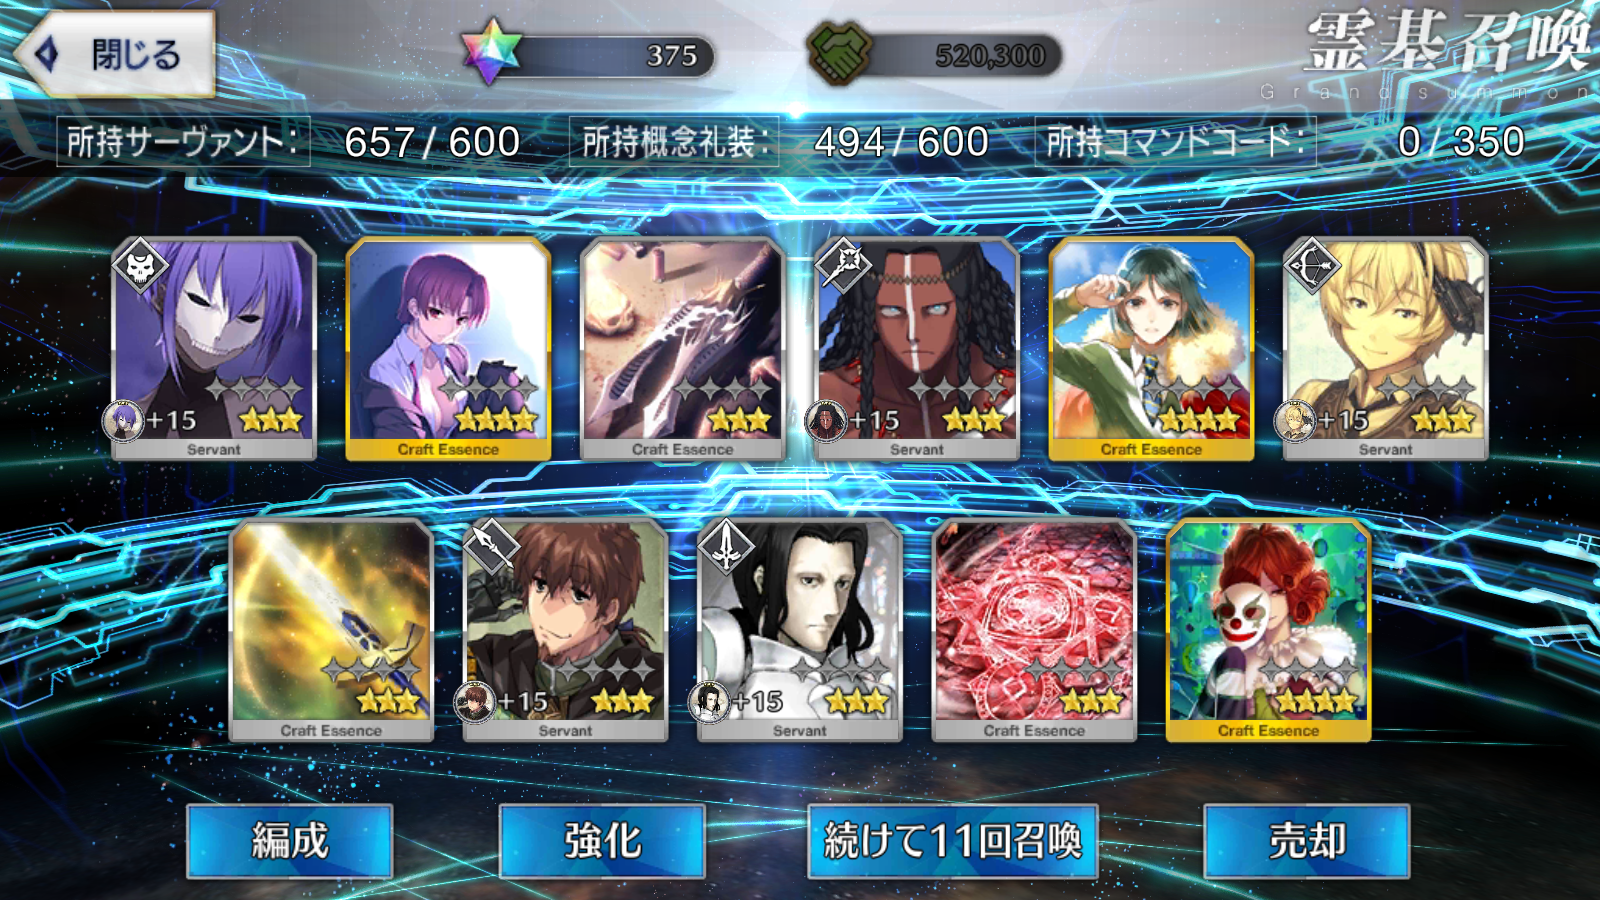 閉じる
375
520,300
霊基召喚
Grand summon
所持サーヴァント: 657 / 600
所持概念礼装: 494 / 600
所持コマンドコード: 0 / 350
+15
Servant
Craft Essence
Craft Essence
+15
Servant
Craft Essence
+15
Servant
Craft Essence
+15
Servant
+15
Servant
Craft Essence
Craft Essence
編成
強化
続けて11回召喚
売却